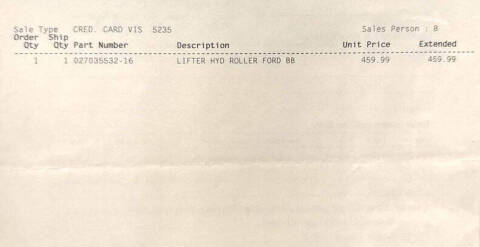 Sale Type CRED. CARD VIS 5235 Sales Person : B
Order Ship
Qty Qty Part Number Description Unit Price Extended
1 1 027035532-16 LIFTER HYD ROLLER FORD BB 459.99 459.99